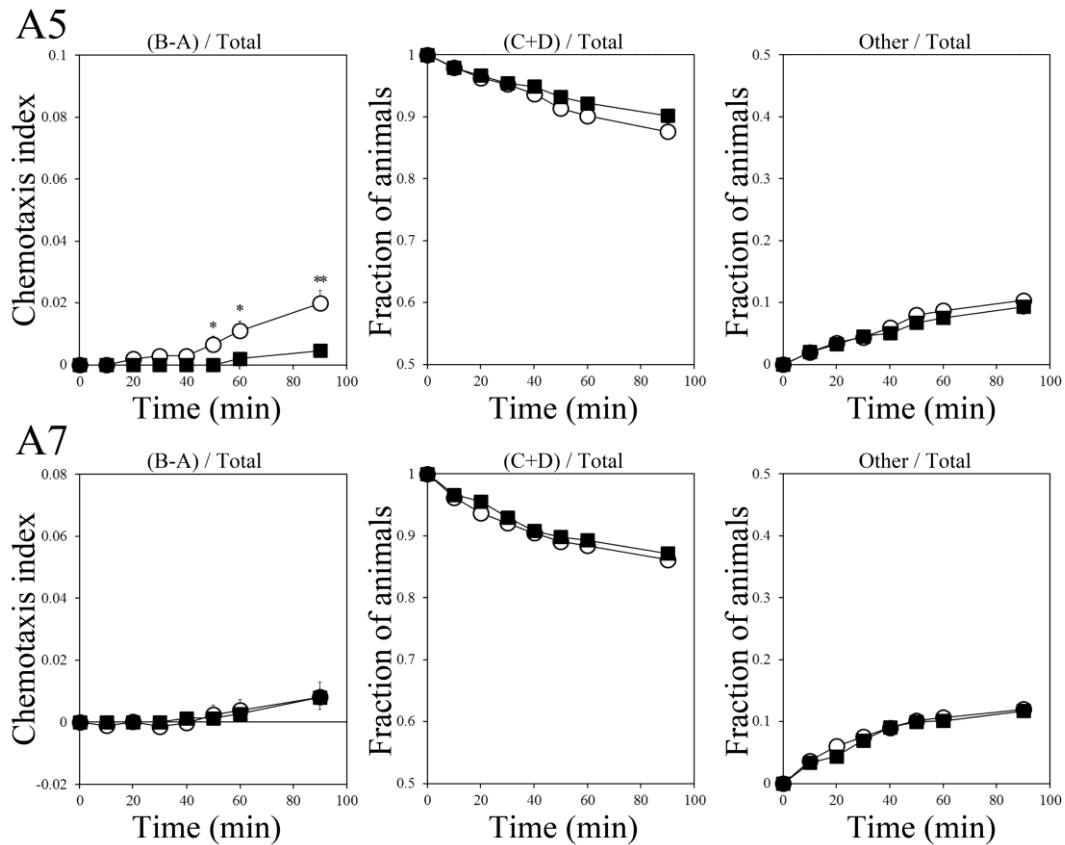 A5
(B-A) / Total
(C+D) / Total
Other / Total
Chemotaxis index
0.1
0.08
0.06
0.04
0.02
0
*
*
**
0 20 40 60 80 100
Time (min)
Fraction of animals
1
0.9
0.8
0.7
0.6
0.5
0 20 40 60 80 100
Time (min)
Fraction of animals
0.5
0.4
0.3
0.2
0.1
0
0 20 40 60 80 100
Time (min)
A7
(B-A) / Total
(C+D) / Total
Other / Total
Chemotaxis index
0.08
0.06
0.04
0.02
0
-0.02
0 20 40 60 80 100
Time (min)
Fraction of animals
1
0.9
0.8
0.7
0.6
0.5
0 20 40 60 80 100
Time (min)
Fraction of animals
0.5
0.4
0.3
0.2
0.1
0
0 20 40 60 80 100
Time (min)